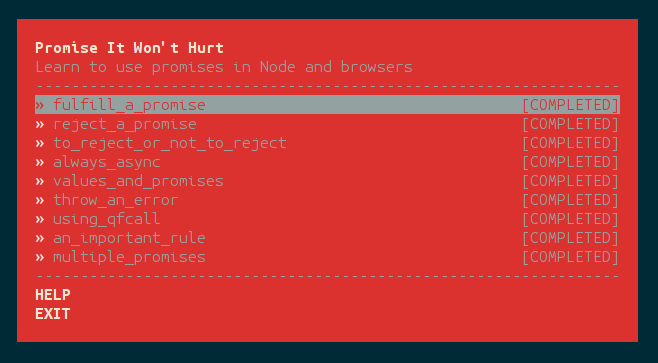 Promise It Won't Hurt
Learn to use promises in Node and browsers
-----------------------------------------------------------------
» fulfill_a_promise [COMPLETED]
» reject_a_promise [COMPLETED]
» to_reject_or_not_to_reject [COMPLETED]
» always_async [COMPLETED]
» values_and_promises [COMPLETED]
» throw_an_error [COMPLETED]
» using_qfcall [COMPLETED]
» an_important_rule [COMPLETED]
» multiple_promises [COMPLETED]
-----------------------------------------------------------------
HELP
EXIT